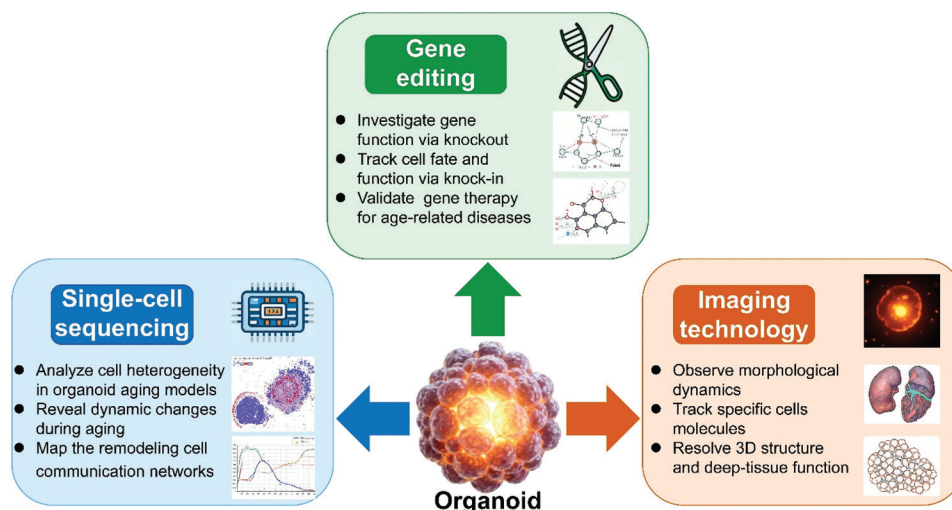 Gene
editing
● Investigate gene
function via knockout
● Track cell fate and
function via knock-in
● Validate gene therapy
for age-related diseases
Single-cell
sequencing
● Analyze cell heterogeneity
in organoid aging models
● Reveal dynamic changes
during aging
● Map the remodeling cell
communication networks
Imaging
technology
● Observe morphological
dynamics
● Track specific cells
molecules
● Resolve 3D structure
and deep-tissue function
Organoid